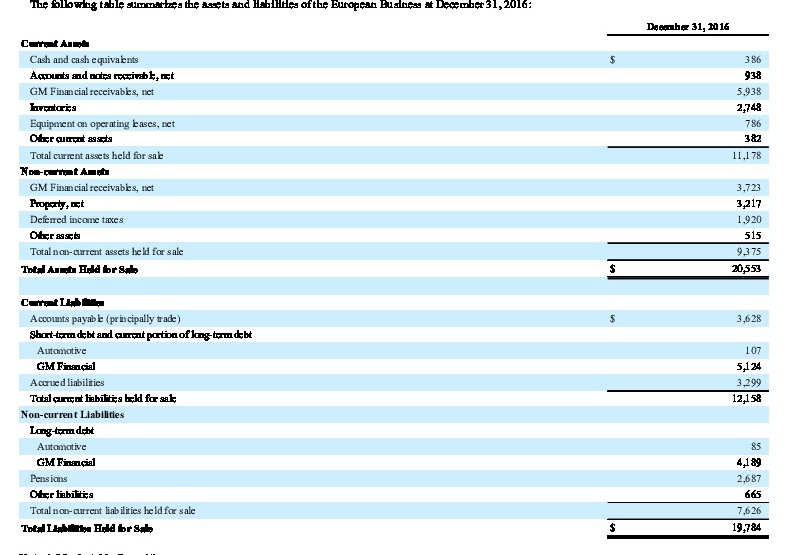 The following table summarizes the assets and liabilities of the European Business at December 31, 2016:
December 31, 2016
Current Assets
Cash and cash equivalents $ 386
Accounts and notes receivable, net 938
GM Financial receivables, net 5,938
Inventories 2,748
Equipment on operating leases, net 786
Other current assets 382
Total current assets held for sale 11,178
Non-current Assets
GM Financial receivables, net 3,723
Property, net 3,217
Deferred income taxes 1,920
Other assets 515
Total non-current assets held for sale 9,375
Total Assets Held for Sale $ 20,553
Current Liabilities
Accounts payable (principally trade) $ 3,628
Short-term debt and current portion of long-term debt
Automotive 107
GM Financial 5,124
Accrued liabilities 3,299
Total current liabilities held for sale 12,158
Non-current Liabilities
Long-term debt
Automotive 85
GM Financial 4,189
Pensions 2,687
Other liabilities 665
Total non-current liabilities held for sale 7,626
Total Liabilities Held for Sale $ 19,784